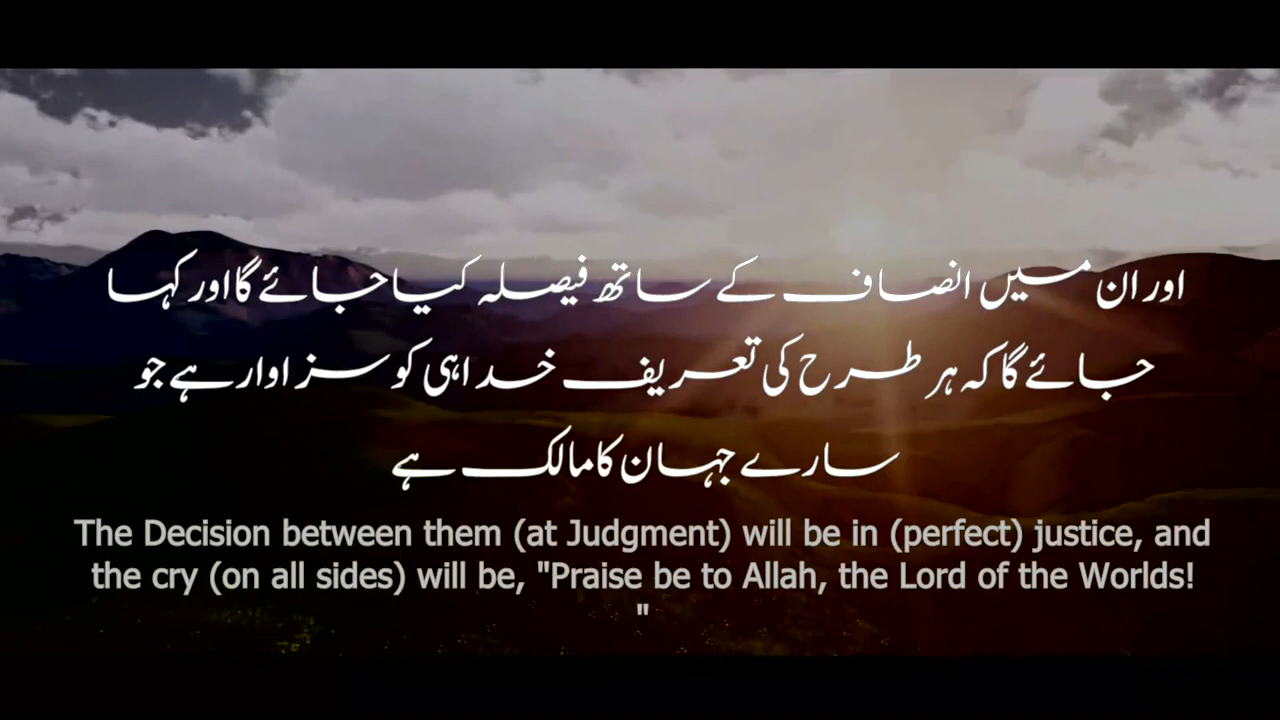 اور ان میں انصاف کے ساتھ فیصلہ کیا جائے گا اور کہا
جائے گا کہ ہر طرح کی تعریف خدا ہی کو سزاوار ہے جو
سارے جہان کا مالک ہے
The Decision between them (at Judgment) will be in (perfect) justice, and
the cry (on all sides) will be, "Praise be to Allah, the Lord of the Worlds!
"